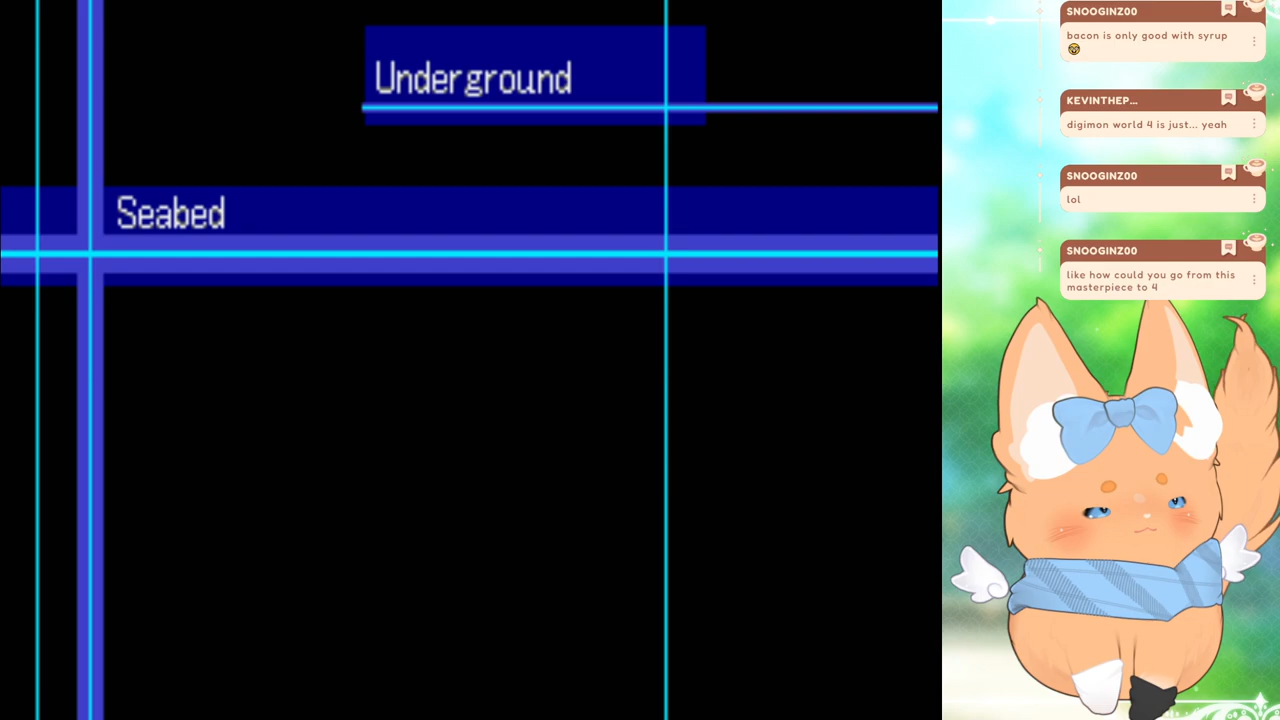 Underground
Seabed
SNOOGINZ00
bacon is only good with syrup
🤓
KEVINTHEP...
digimon world 4 is just... yeah
SNOOGINZ00
lol
SNOOGINZ00
like how could you go from this
masterpiece to 4